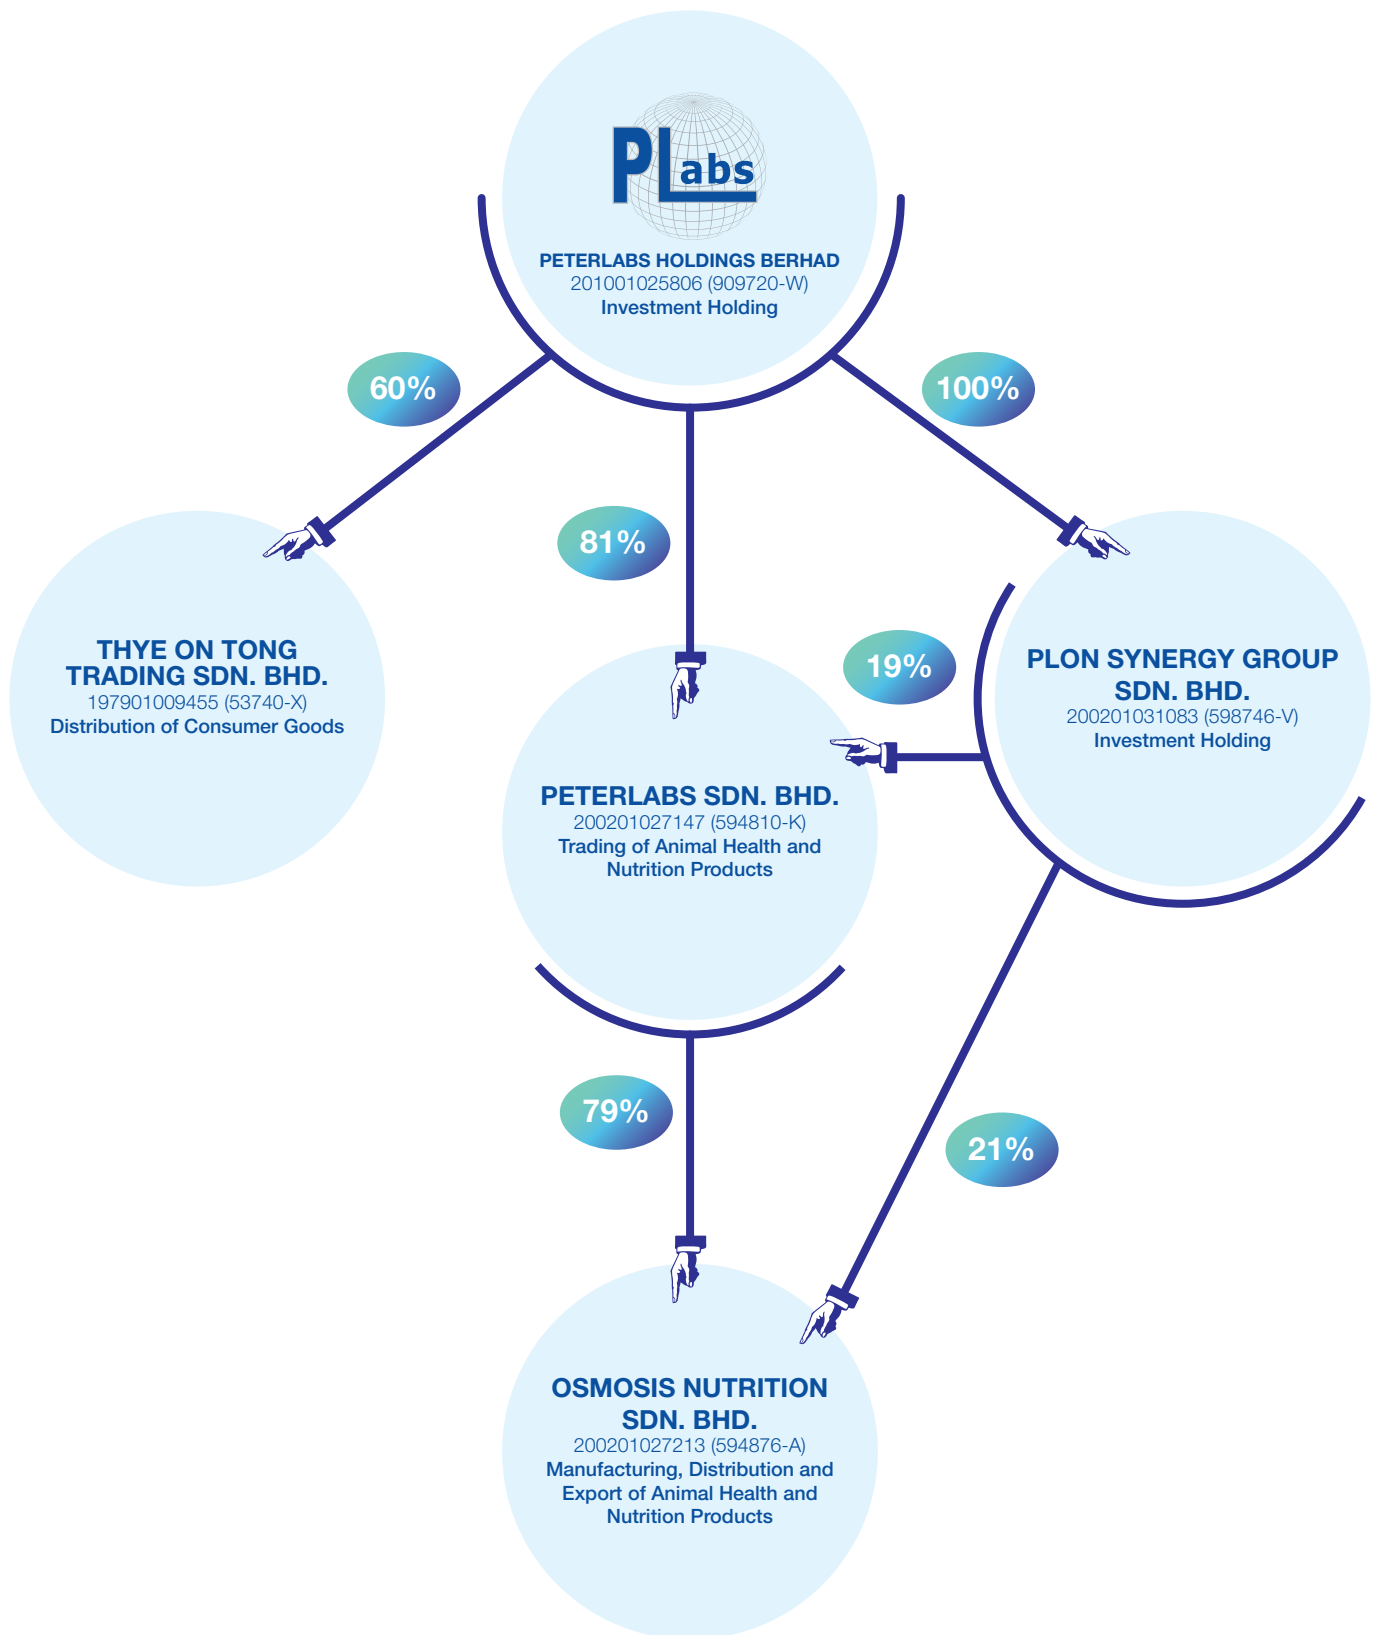 PLabs
PETERLABS HOLDINGS BERHAD
201001025806 (909720-W)
Investment Holding
60%
100%
81%
THYE ON TONG
TRADING SDN. BHD.
197901009455 (53740-X)
Distribution of Consumer Goods
19%
PLON SYNERGY GROUP
SDN. BHD.
200201031083 (598746-V)
Investment Holding
PETERLABS SDN. BHD.
200201027147 (594810-K)
Trading of Animal Health and
Nutrition Products
79%
21%
OSMOSIS NUTRITION
SDN. BHD.
200201027213 (594876-A)
Manufacturing, Distribution and
Export of Animal Health and
Nutrition Products